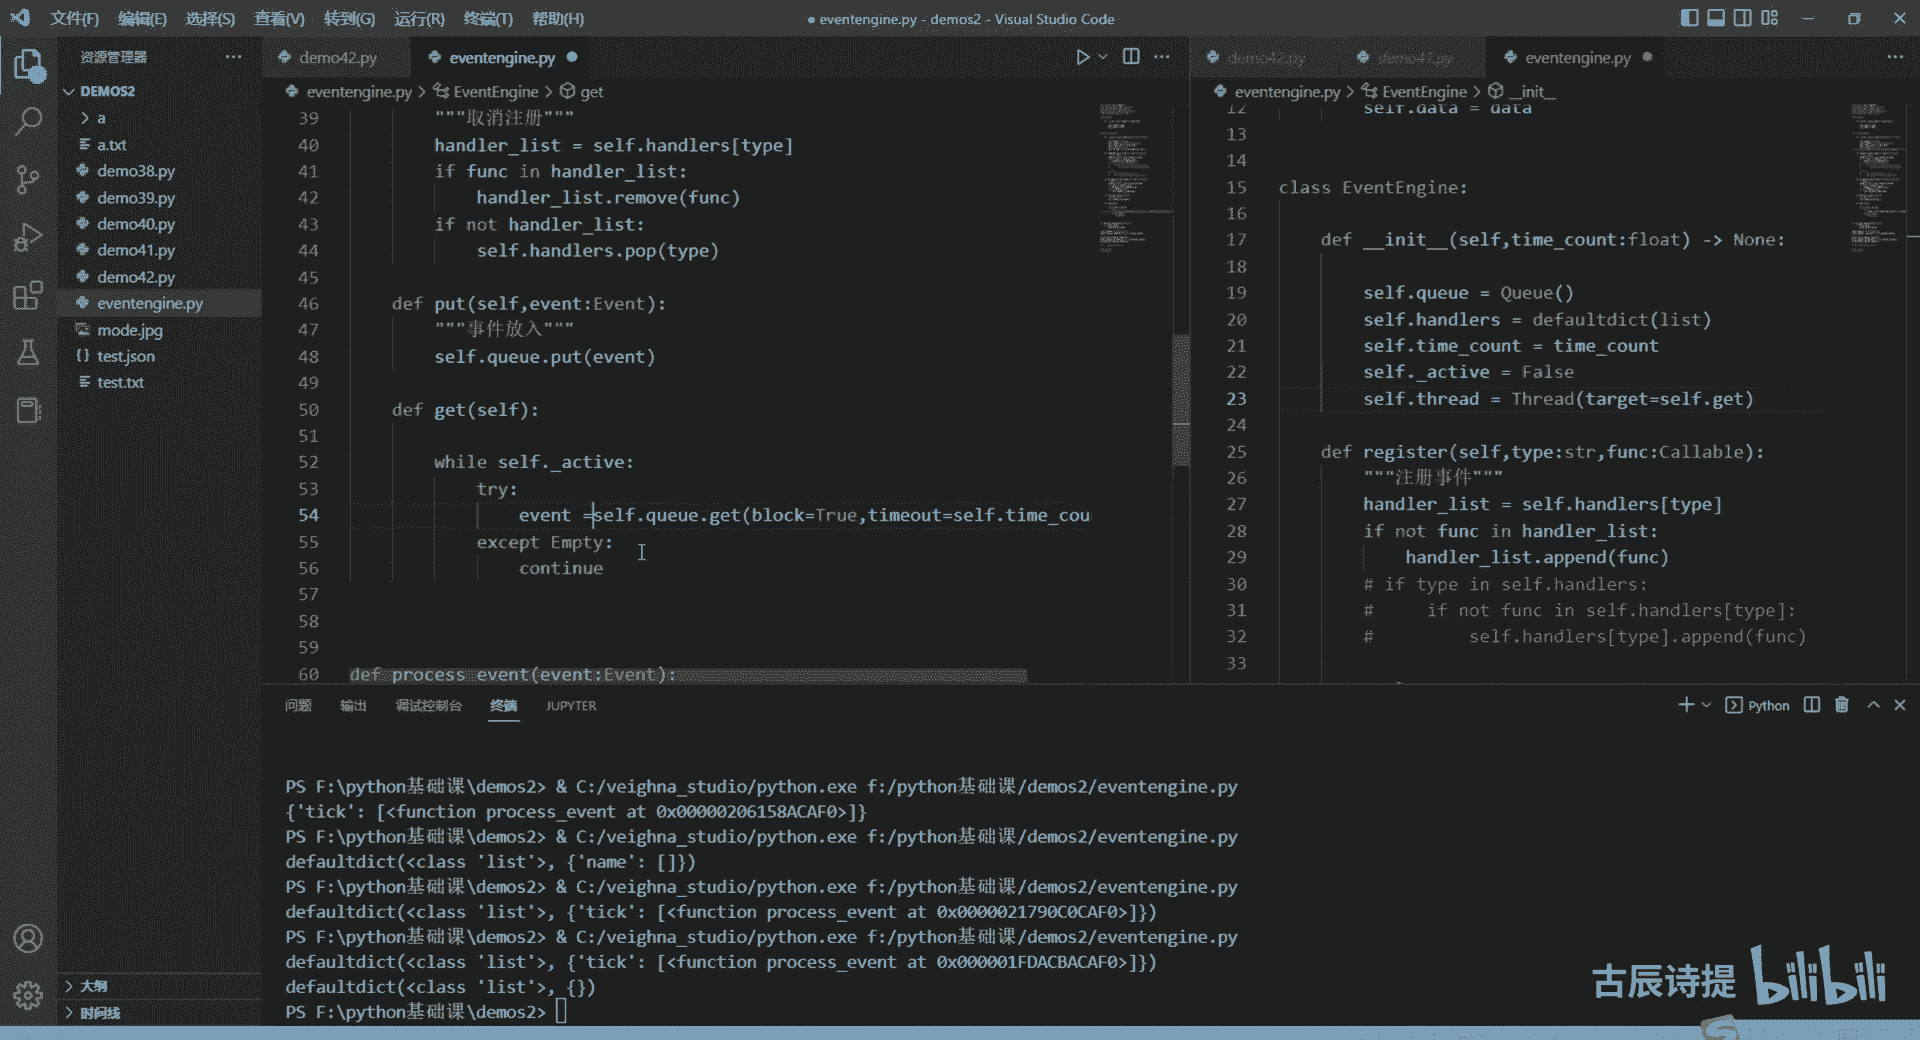 文件(F) 编辑(E) 选择(S) 查看(V) 转到(G) 运行(R) 终端(T) 帮助(H)
● eventengine.py - demos2 - Visual Studio Code
资源管理器
DEMOS2
a
a.txt
demo38.py
demo39.py
demo40.py
demo41.py
demo42.py
eventengine.py
mode.jpg
test.json
test.txt
大纲
时间线
demo42.py
eventengine.py
eventengine.py > EventEngine > get
39 """取消注册"""
40 handler_list = self.handlers[type]
41 if func in handler_list:
42 handler_list.remove(func)
43 if not handler_list:
44 self.handlers.pop(type)
45
46 def put(self,event:Event):
47 """事件放入"""
48 self.queue.put(event)
49
50 def get(self):
51
52 while self._active:
53 try:
54 event =self.queue.get(block=True,timeout=self.time_cou
55 except Empty:
56 continue
57
58
59
60 def process_event(event:Event):
demo42.py
demo41.py
eventengine.py
eventengine.py > EventEngine > __init__
12 self.data = data
13
14
15 class EventEngine:
16
17 def __init__(self,time_count:float) -> None:
18
19 self.queue = Queue()
20 self.handlers = defaultdict(list)
21 self.time_count = time_count
22 self._active = False
23 self.thread = Thread(target=self.get)
24
25 def register(self,type:str,func:Callable):
26 """注册事件"""
27 handler_list = self.handlers[type]
28 if not func in handler_list:
29 handler_list.append(func)
30 # if type in self.handlers:
31 # if not func in self.handlers[type]:
32 # self.handlers[type].append(func)
33
问题 输出 调试控制台 终端 JUPYTER
Python
PS F:\python基础课\demos2> & C:/veighna_studio/python.exe f:/python基础课/demos2/eventengine.py
{'tick': [<function process_event at 0x00000206158ACAF0>]}
PS F:\python基础课\demos2> & C:/veighna_studio/python.exe f:/python基础课/demos2/eventengine.py
defaultdict(<class 'list'>, {'name': []})
PS F:\python基础课\demos2> & C:/veighna_studio/python.exe f:/python基础课/demos2/eventengine.py
defaultdict(<class 'list'>, {'tick': [<function process_event at 0x0000021790C0CAF0>]})
PS F:\python基础课\demos2> & C:/veighna_studio/python.exe f:/python基础课/demos2/eventengine.py
defaultdict(<class 'list'>, {'tick': [<function process_event at 0x000001FDACBACAF0>]})
defaultdict(<class 'list'>, {})
PS F:\python基础课\demos2>
古辰诗提 bilibili